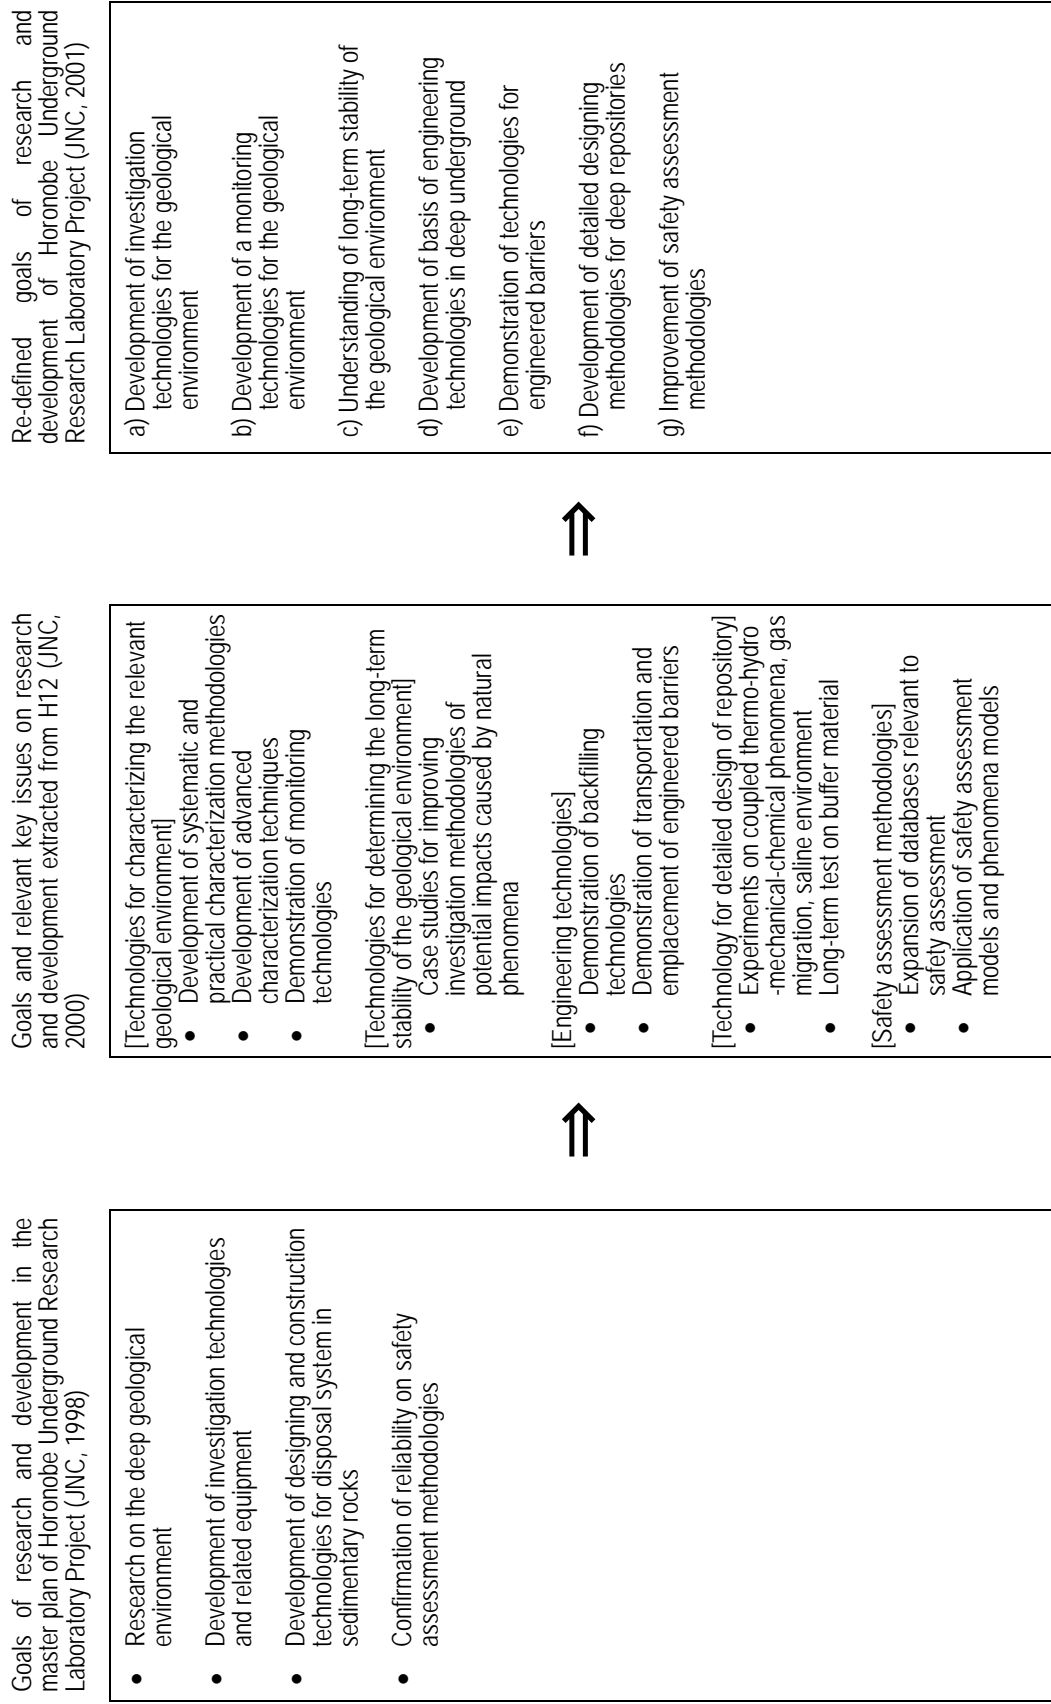 Goals of research and development in the
master plan of Horonobe Underground Research
Laboratory Project (JNC, 1998)
• Research on the deep geological
environment
• Development of investigation technologies
and related equipment
• Development of designing and construction
technologies for disposal system in
sedimentary rocks
• Confirmation of reliability on safety
assessment methodologies
⇒
Goals and relevant key issues on research
and development extracted from H12 (JNC,
2000)
[Technologies for characterizing the relevant
geological environment]
• Development of systematic and
practical characterization methodologies
• Development of advanced
characterization techniques
• Demonstration of monitoring
technologies
[Technologies for determining the long-term
stability of the geological environment]
• Case studies for improving
investigation methodologies of
potential impacts caused by natural
phenomena
[Engineering technologies]
• Demonstration of backfilling
technologies
• Demonstration of transportation and
emplacement of engineered barriers
[Technology for detailed design of repository]
• Experiments on coupled thermo-hydro
-mechanical-chemical phenomena, gas
migration, saline environment
• Long-term test on buffer material
[Safety assessment methodologies]
• Expansion of databases relevant to
safety assessment
• Application of safety assessment
models and phenomena models
⇒
Re-defined goals of research and
development of Horonobe Underground
Research Laboratory Project (JNC, 2001)
a) Development of investigation
technologies for the geological
environment
b) Development of a monitoring
technologies for the geological
environment
c) Understanding of long-term stability of
the geological environment
d) Development of basis of engineering
technologies in deep underground
e) Demonstration of technologies for
engineered barriers
f) Development of detailed designing
methodologies for deep repositories
g) Improvement of safety assessment
methodologies